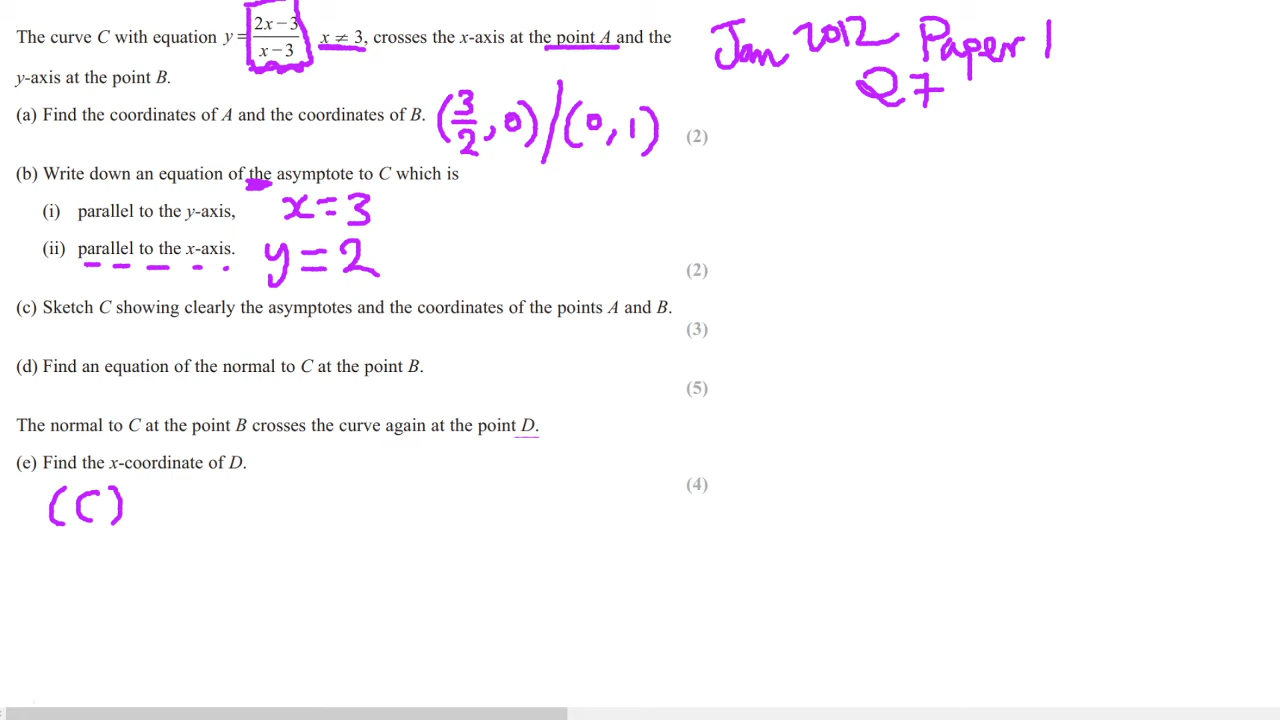 The curve C with equation y = \frac{2x-3}{x-3}, x ≠ 3, crosses the x-axis at the point A and the
y-axis at the point B.
(a) Find the coordinates of A and the coordinates of B. (3/2, 0) / (0, 1)
(2)
(b) Write down an equation of the asymptote to C which is
(i) parallel to the y-axis, x = 3
(ii) parallel to the x-axis. y = 2
(2)
(c) Sketch C showing clearly the asymptotes and the coordinates of the points A and B.
(3)
(d) Find an equation of the normal to C at the point B.
(5)
The normal to C at the point B crosses the curve again at the point D.
(e) Find the x-coordinate of D.
(4)
(C)
Jan 2012 Paper 1
Q7